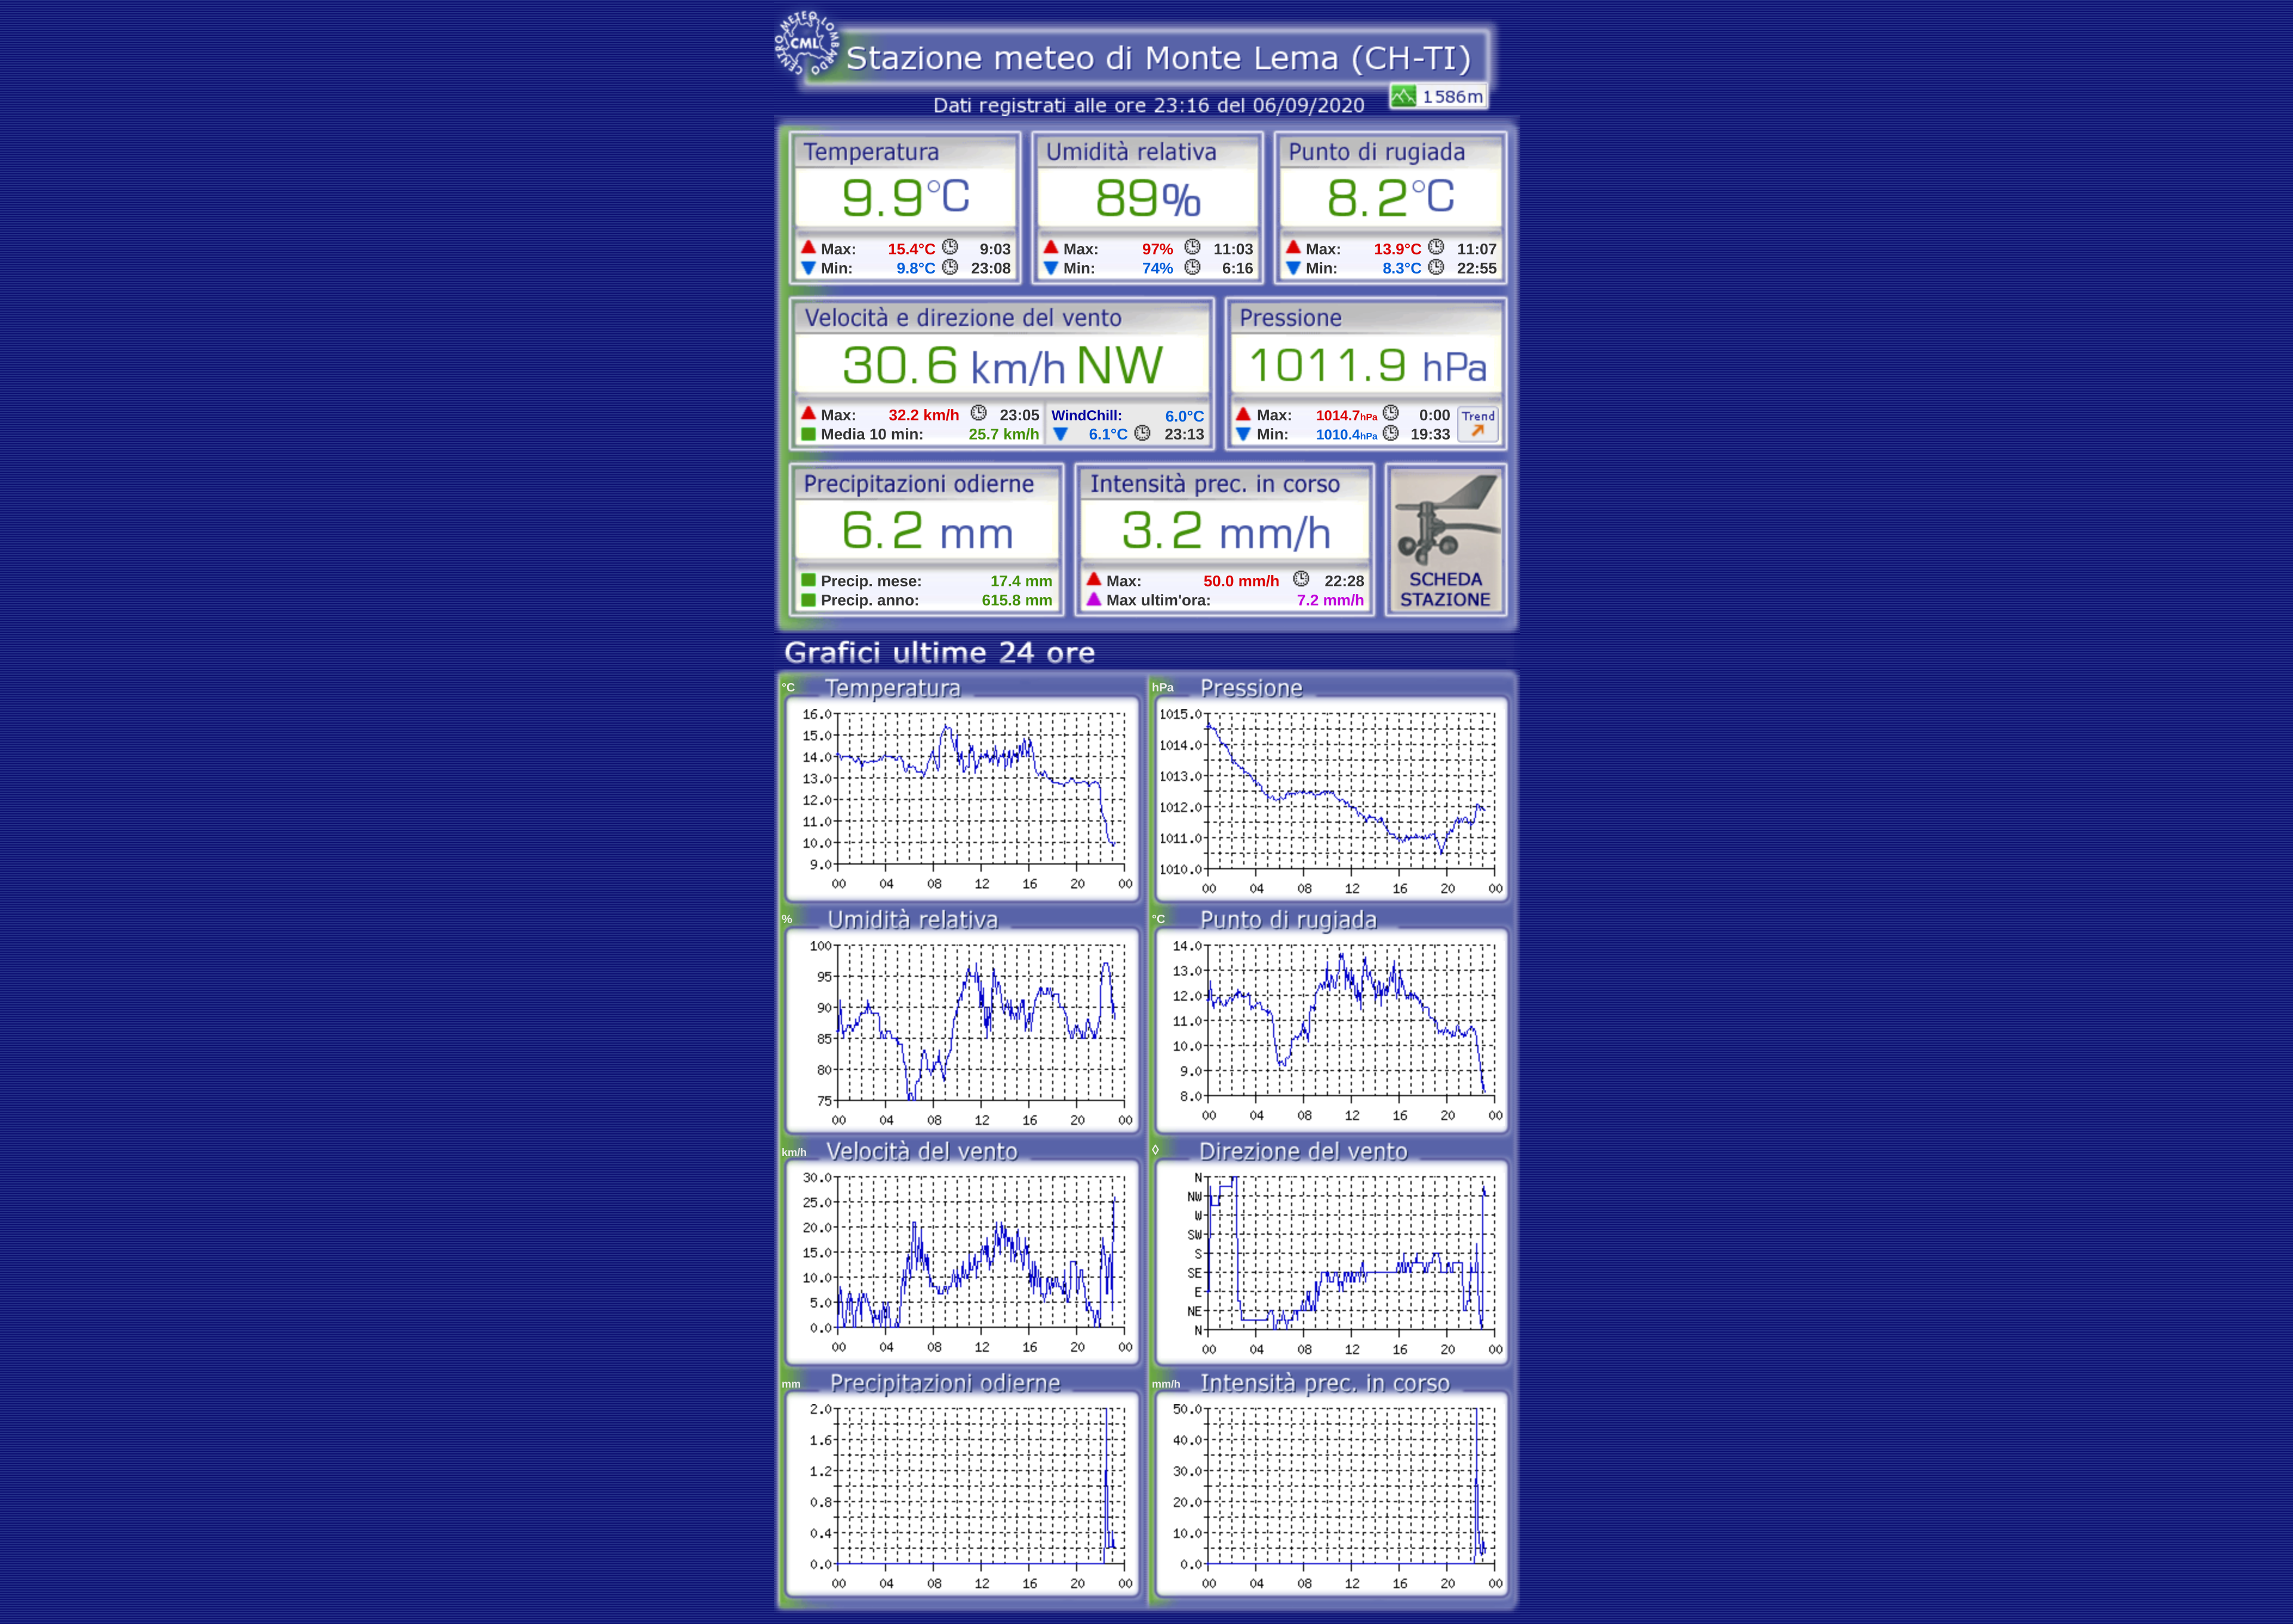 CENTRO METEO LOMBARDO
CML
Stazione meteo di Monte Lema (CH-TI)
Dati registrati alle ore 23:16 del 06/09/2020
1586m
Temperatura
9.9°C
Max: 15.4°C 9:03
Min: 9.8°C 23:08
Umidità relativa
89%
Max: 97% 11:03
Min: 74% 6:16
Punto di rugiada
8.2°C
Max: 13.9°C 11:07
Min: 8.3°C 22:55
Velocità e direzione del vento
30.6 km/h NW
Max: 32.2 km/h 23:05
Media 10 min: 25.7 km/h
WindChill: 6.0°C
6.1°C 23:13
Pressione
1011.9 hPa
Max: 1014.7hPa 0:00
Min: 1010.4hPa 19:33
Trend
Precipitazioni odierne
6.2 mm
Precip. mese: 17.4 mm
Precip. anno: 615.8 mm
Intensità prec. in corso
3.2 mm/h
Max: 50.0 mm/h 22:28
Max ultim'ora: 7.2 mm/h
SCHEDA
STAZIONE
Grafici ultime 24 ore
°C Temperatura
16.0
15.0
14.0
13.0
12.0
11.0
10.0
9.0
00 04 08 12 16 20 00
hPa Pressione
1015.0
1014.0
1013.0
1012.0
1011.0
1010.0
00 04 08 12 16 20 00
% Umidità relativa
100
95
90
85
80
75
00 04 08 12 16 20 00
°C Punto di rugiada
14.0
13.0
12.0
11.0
10.0
9.0
8.0
00 04 08 12 16 20 00
km/h Velocità del vento
30.0
25.0
20.0
15.0
10.0
5.0
0.0
00 04 08 12 16 20 00
◊ Direzione del vento
N
NW
W
SW
S
SE
E
NE
N
00 04 08 12 16 20 00
mm Precipitazioni odierne
2.0
1.6
1.2
0.8
0.4
0.0
00 04 08 12 16 20 00
mm/h Intensità prec. in corso
50.0
40.0
30.0
20.0
10.0
0.0
00 04 08 12 16 20 00